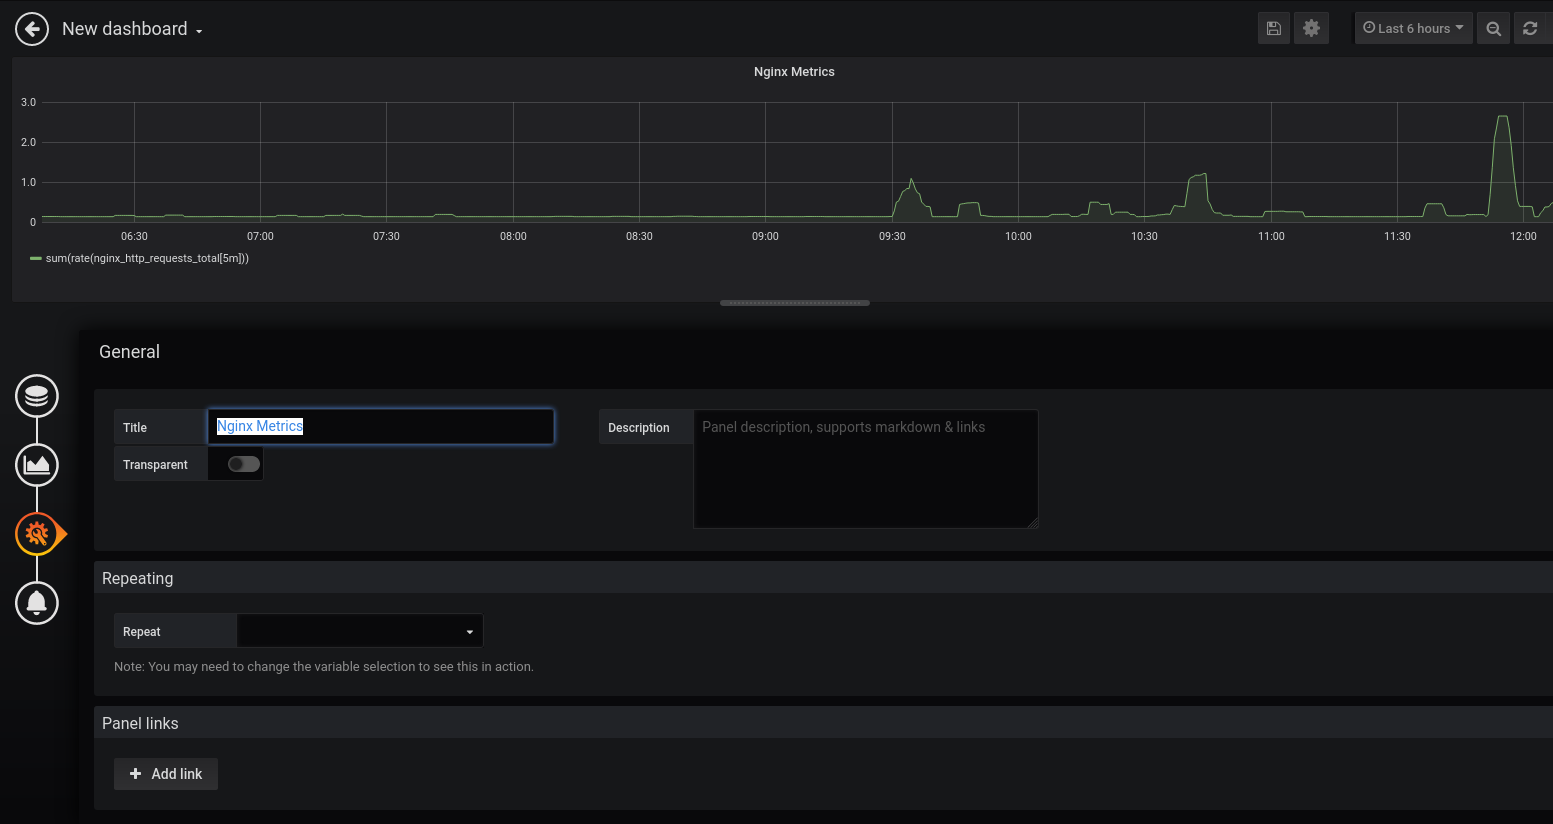 New dashboard
Last 6 hours
Nginx Metrics
3.0
2.0
1.0
0
06:30 07:00 07:30 08:00 08:30 09:00 09:30 10:00 10:30 11:00 11:30 12:00
sum(rate(nginx_http_requests_total[5m]))
General
Title Nginx Metrics Description Panel description, supports markdown & links
Transparent
Repeating
Repeat
Note: You may need to change the variable selection to see this in action.
Panel links
+ Add link